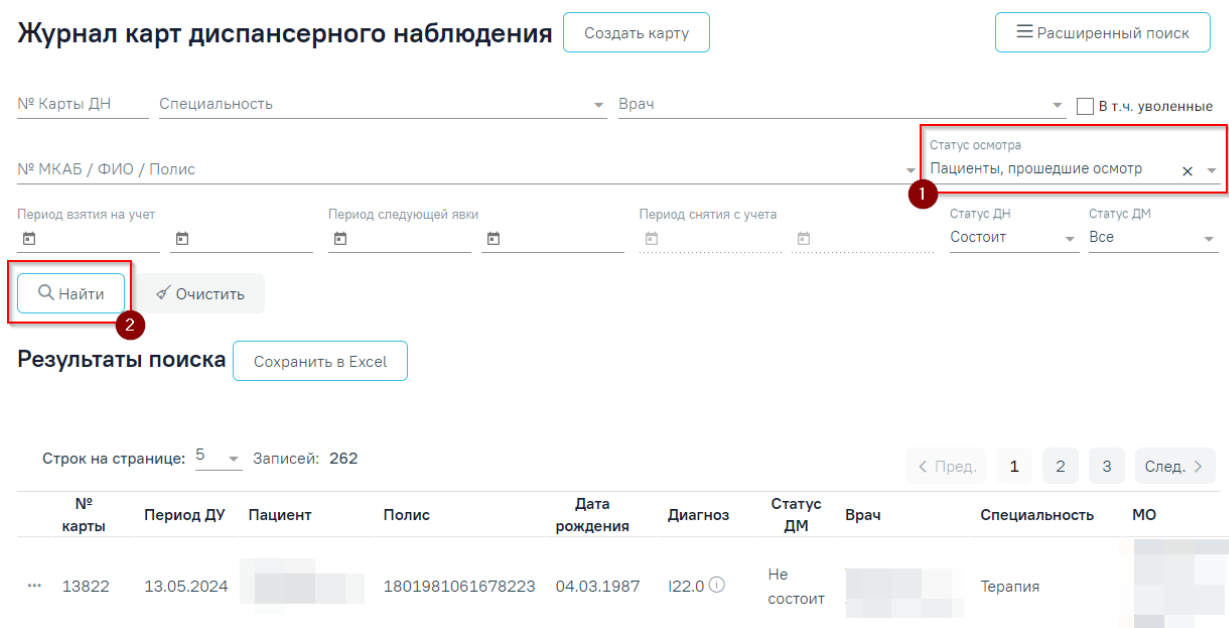 Журнал карт диспансерного наблюдения Создать карту Расширенный поиск
№ Карты ДН Специальность Врач В т.ч. уволенные
Статус осмотра
№ МКАБ / ФИО / Полис Пациенты, прошедшие осмотр
1
Период взятия на учет Период следующей явки Период снятия с учета Статус ДН Статус ДМ
Состоит Все
Найти Очистить
2
Результаты поиска Сохранить в Excel
Строк на странице: 5 Записей: 262 Пред. 1 2 3 След.
№ карты Период ДУ Пациент Полис Дата рождения Диагноз Статус ДМ Врач Специальность МО
13822 13.05.2024 1801981061678223 04.03.1987 I22.0 Не состоит Терапия